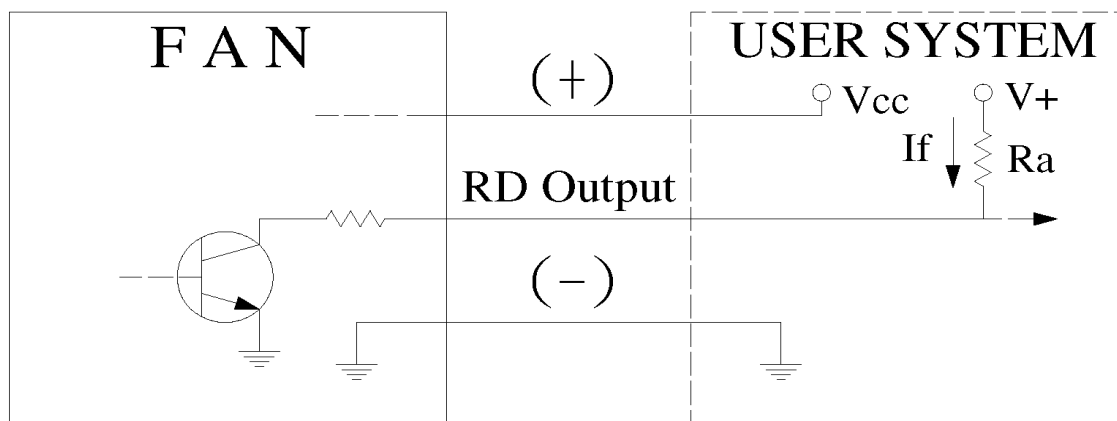 F A N
USER SYSTEM
(+)
Vcc
V+
If
Ra
RD Output
(-)